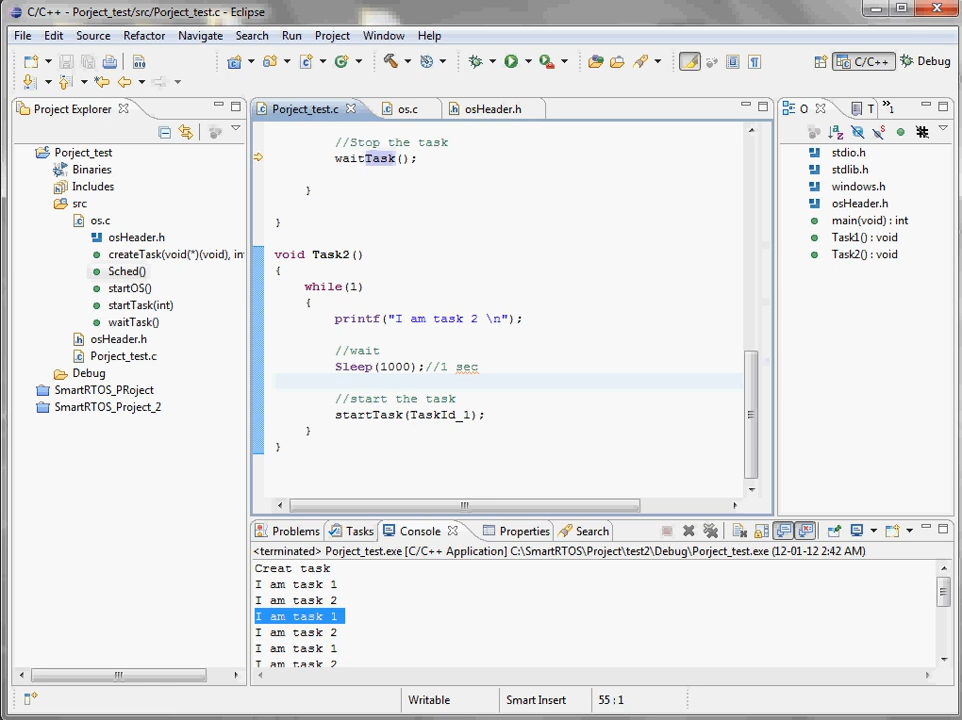 C/C++ - Porject_test/src/Porject_test.c - Eclipse
File Edit Source Refactor Navigate Search Run Project Window Help
C/C++ Debug
Project Explorer
Porject_test
Binaries
Includes
src
os.c
osHeader.h
createTask(void(*)(void), in
Sched()
startOS()
startTask(int)
waitTask()
osHeader.h
Porject_test.c
Debug
SmartRTOS_PRoject
SmartRTOS_Project_2
Porject_test.c os.c osHeader.h
//Stop the task
waitTask();
}
}
void Task2()
{
while(1)
{
printf("I am task 2 \n");
//wait
Sleep(1000);//1 sec
//start the task
startTask(TaskId_1);
}
}
O T »1
stdio.h
stdlib.h
windows.h
osHeader.h
main(void) : int
Task1() : void
Task2() : void
Problems Tasks Console Properties Search
<terminated> Porject_test.exe [C/C++ Application] C:\SmartRTOS\Project\test2\Debug\Porject_test.exe (12-01-12 2:42 AM)
Creat task
I am task 1
I am task 2
I am task 1
I am task 2
I am task 1
I am task 2
Writable Smart Insert 55 : 1